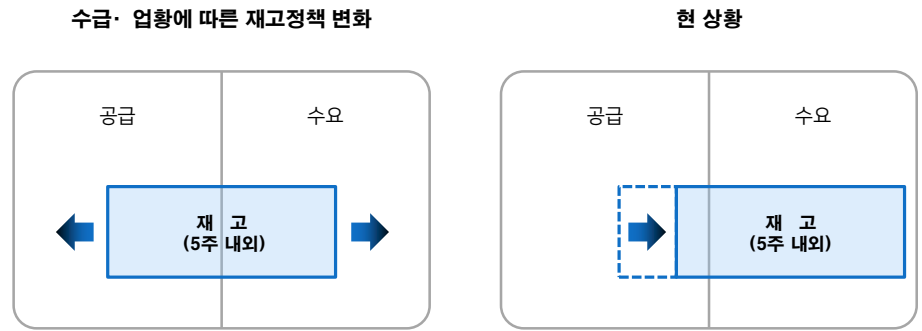 수급· 업황에 따른 재고정책 변화
공급
수요
재 고
(5주 내외)
현 상황
공급
수요
재 고
(5주 내외)